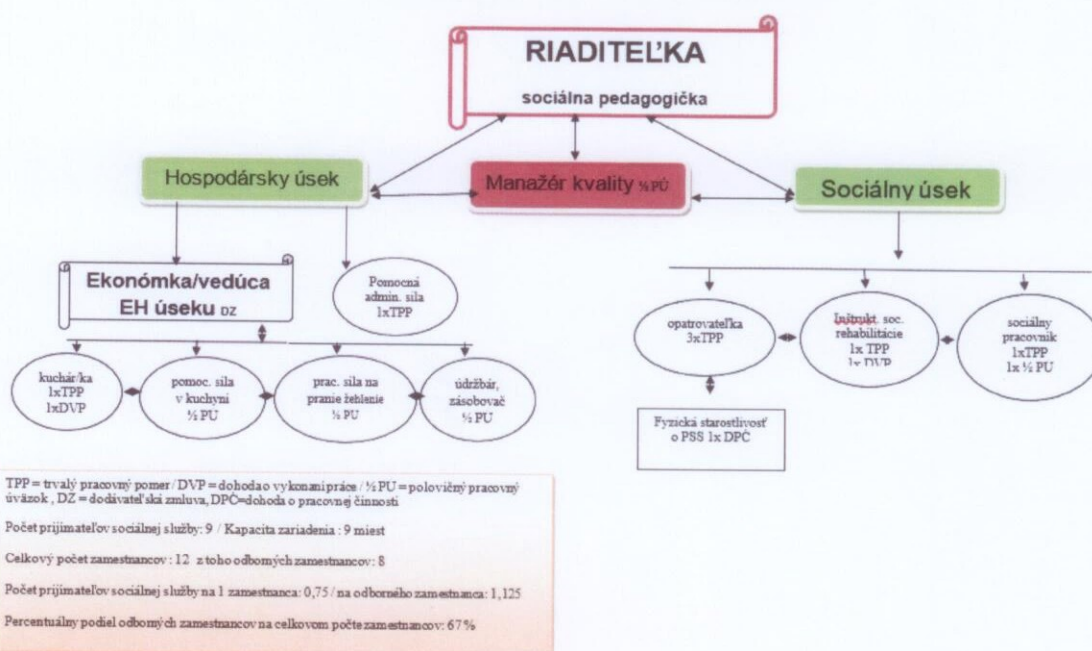 RIADITEĽKA
sociálna pedagogička
Hospodársky úsek
Manažér kvality ½ PÚ
Sociálny úsek
Ekonómka/vedúca
EH úseku DZ
Pomocná
admin. sila
1xTPP
opatrovateľka
3xTPP
Inštrukt. soc.
rehabilitácie
1x TPP
1x DVP
sociálny
pracovník
1xTPP
1x ½ PU
kuchár/ka
1xTPP
1xDVP
pomoc. sila
v kuchyni
½ PU
prac. sila na
pranie žehlenie
½ PU
údržbár,
zásobovač
½ PU
Fyzická starostlivosť
o PSS 1x DPČ
TPP = trvalý pracovný pomer / DVP = dohoda o vykonaní práce / ½ PU = polovičný pracovný
úväzok , DZ = dodávateľská zmluva, DPČ=dohoda o pracovnej činnosti
Počet prijímateľov sociálnej služby: 9 / Kapacita zariadenia : 9 miest
Celkový počet zamestnancov : 12 z toho odborných zamestnancov: 8
Počet prijímateľov sociálnej služby na 1 zamestnanca: 0,75 / na odborného zamestnanca: 1,125
Percentuálny podiel odborných zamestnancov na celkovom počte zamestnancov: 67 %